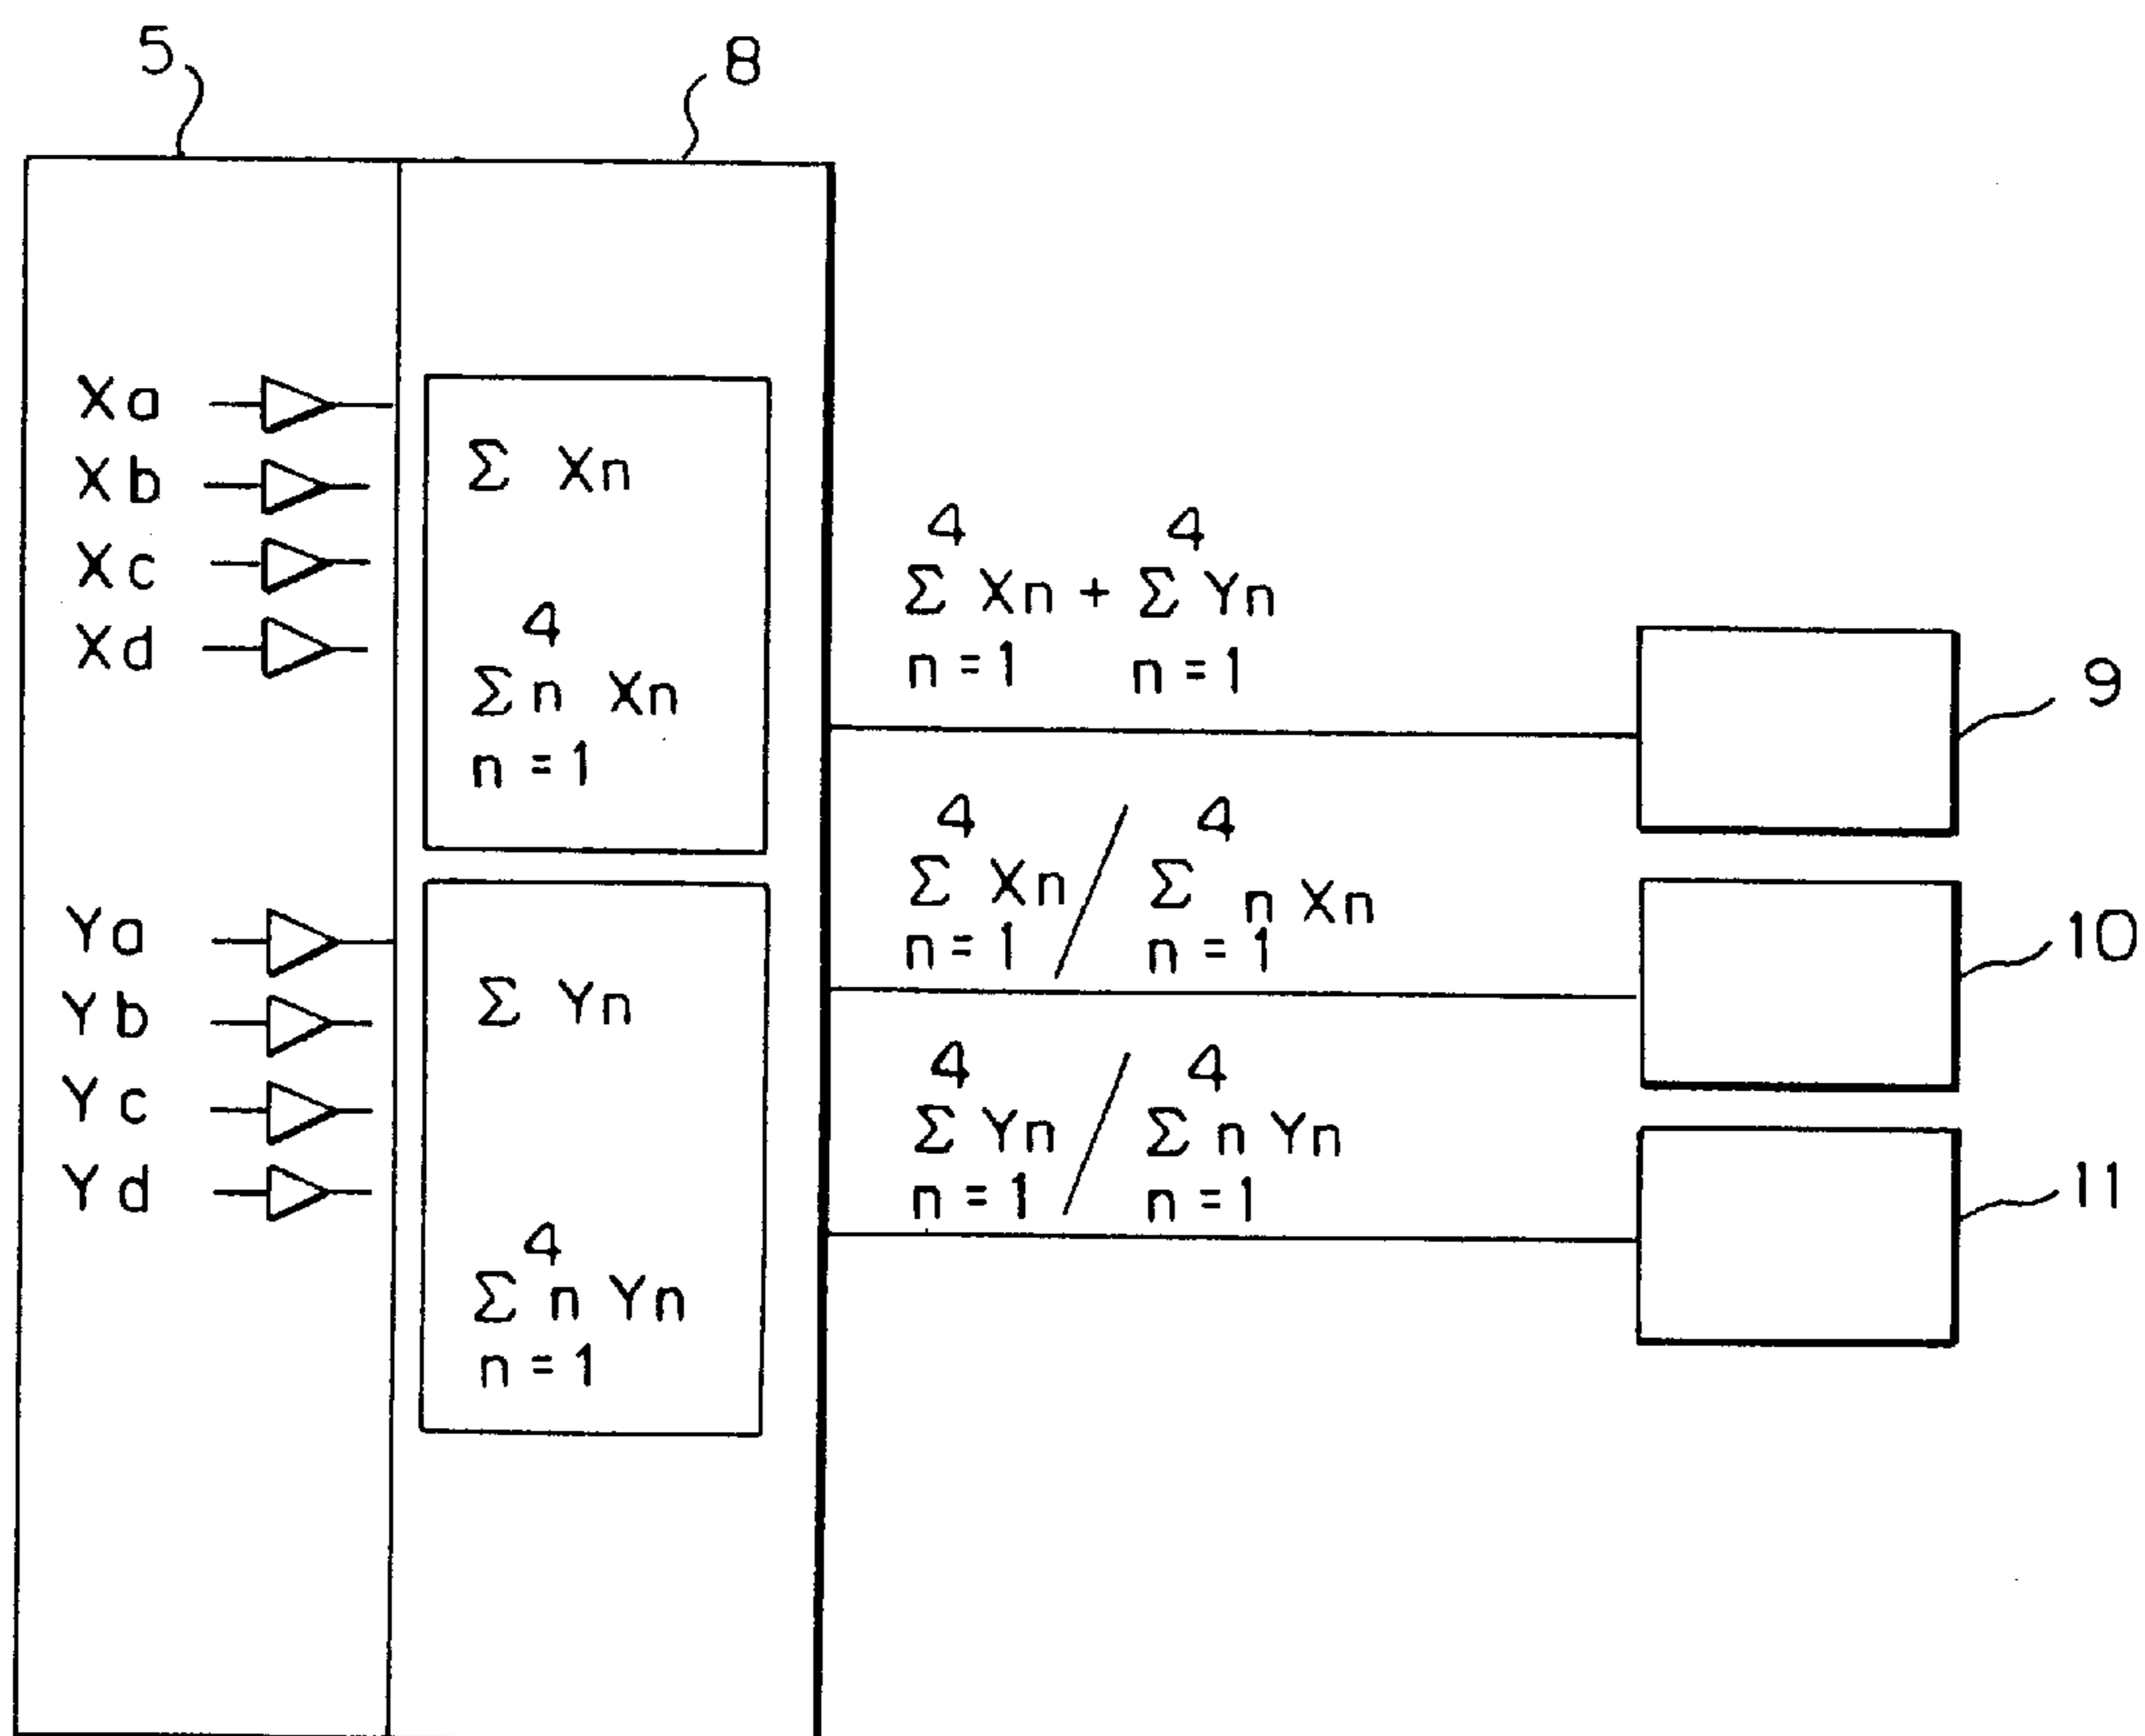 5
8
Xa
Xb
Xc
Xd
Ya
Yb
Yc
Yd
Σ Xn
4
Σ n Xn
n = 1
Σ Yn
4
Σ n Yn
n = 1
4 4
Σ Xn + Σ Yn
n = 1 n = 1
4 4
Σ Xn / Σ n Xn
n = 1 n = 1
4 4
Σ Yn / Σ n Yn
n = 1 n = 1
9
10
11